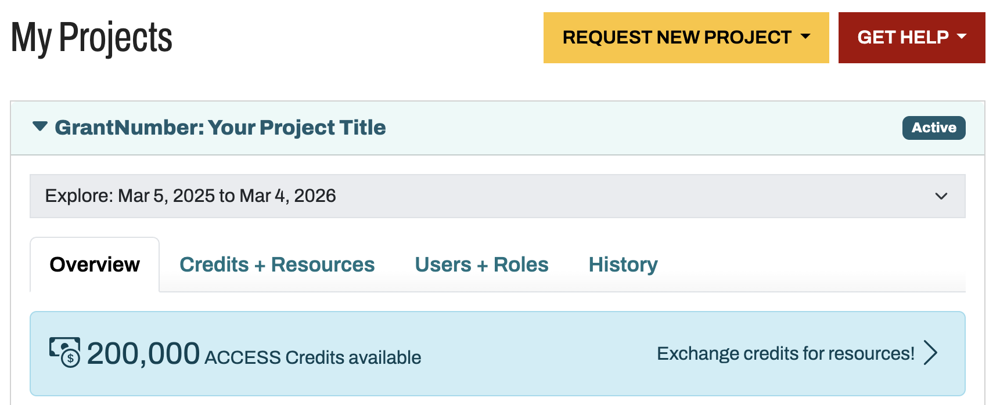 My Projects
REQUEST NEW PROJECT
GET HELP
GrantNumber: Your Project Title
Active
Explore: Mar 5, 2025 to Mar 4, 2026
Overview
Credits + Resources
Users + Roles
History
$
200,000 ACCESS Credits available
Exchange credits for resources!